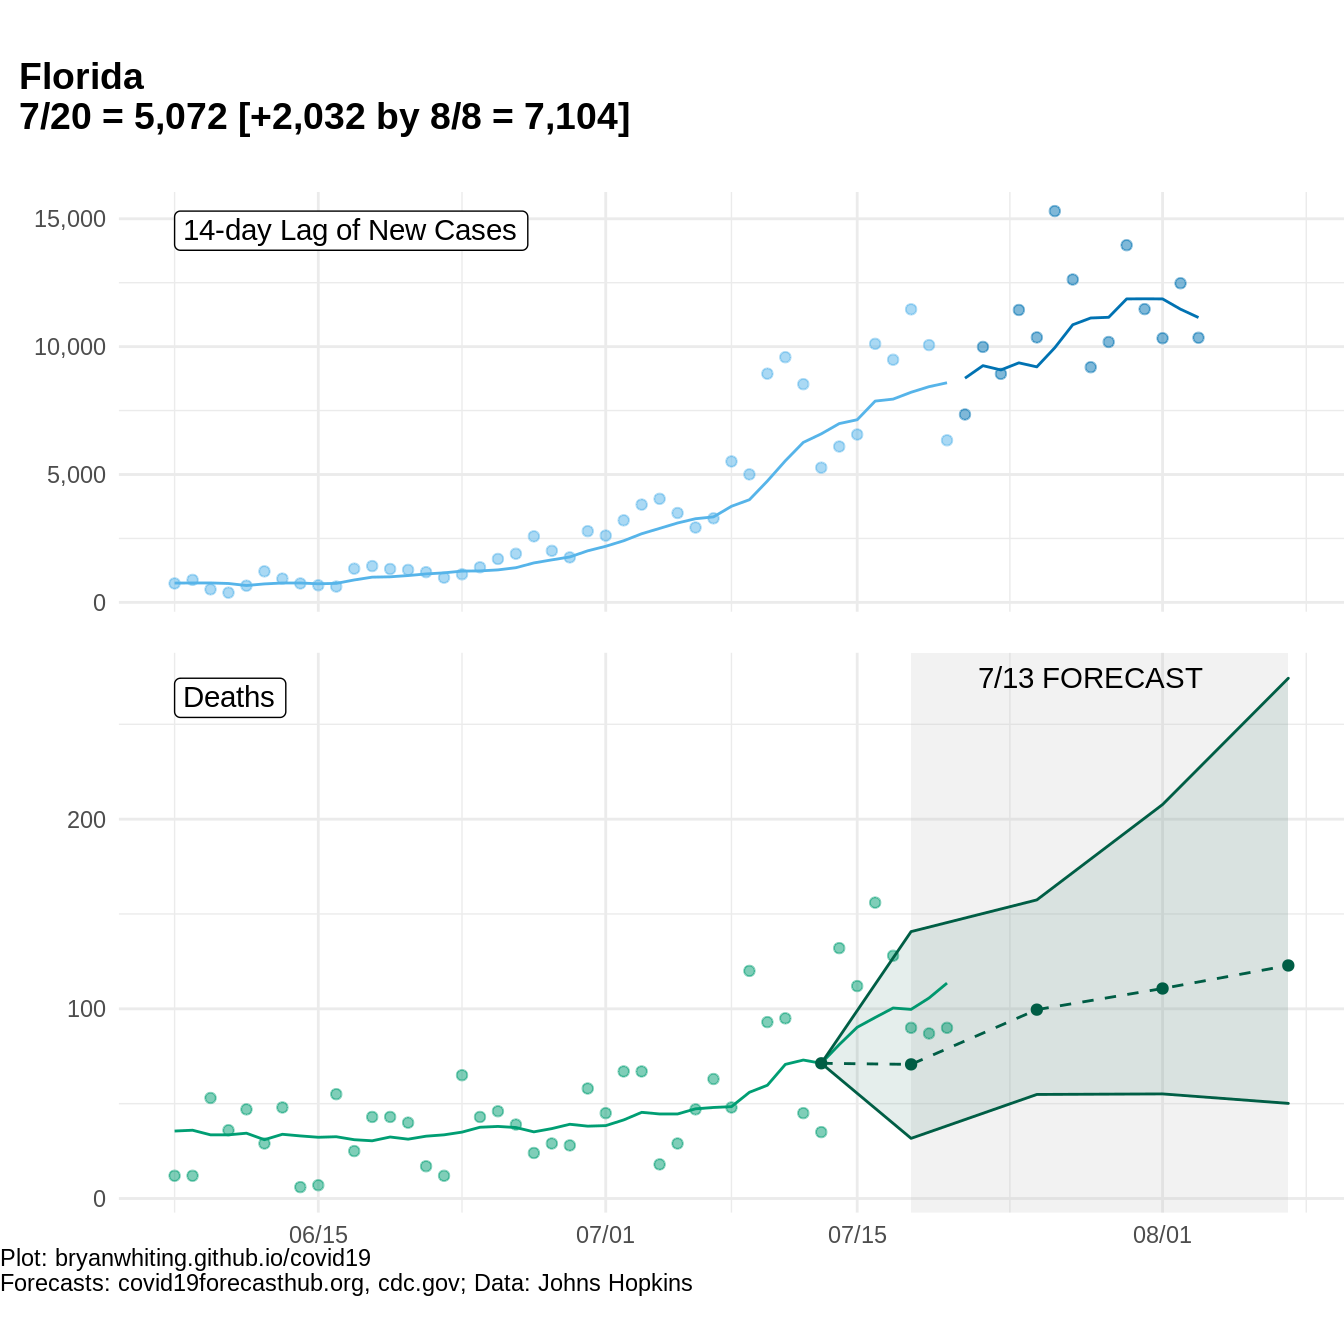 Florida
7/20 = 5,072 [+2,032 by 8/8 = 7,104]
15,000
14-day Lag of New Cases
10,000
5,000
0
7/13 FORECAST
Deaths
200
100
0
06/15 07/01 07/15 08/01
Plot: bryanwhiting.github.io/covid19
Forecasts: covid19forecasthub.org, cdc.gov; Data: Johns Hopkins